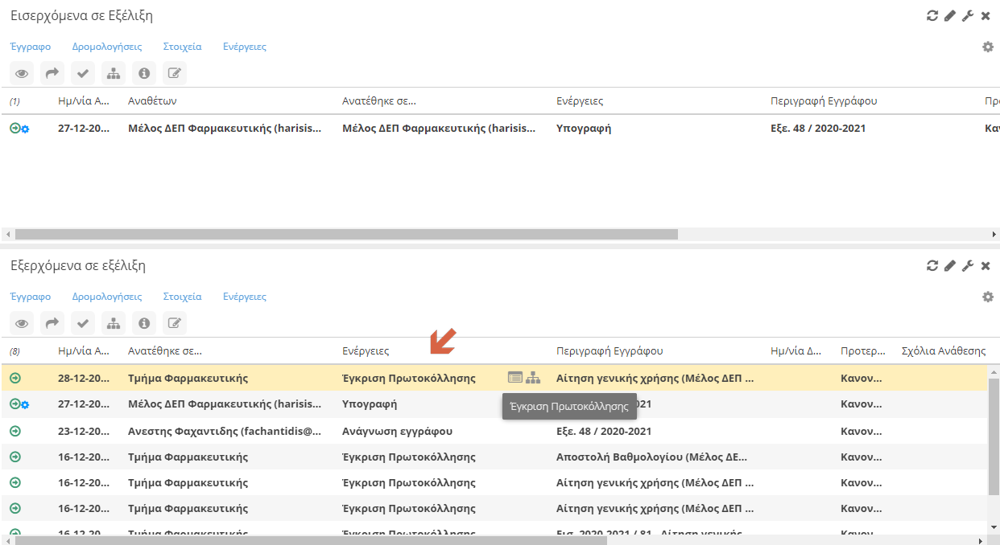 Εισερχόμενα σε Εξέλιξη
Έγγραφο Δρομολογήσεις Στοιχεία Ενέργειες
(1) Ημ/νία Α... Αναθέτων Ανατέθηκε σε... Ενέργειες Περιγραφή Εγγράφου Προ
27-12-20... Μέλος ΔΕΠ Φαρμακευτικής (harisis... Μέλος ΔΕΠ Φαρμακευτικής (harisis... Υπογραφή Εξε. 48 / 2020-2021 Καν
Εξερχόμενα σε εξέλιξη
Έγγραφο Δρομολογήσεις Στοιχεία Ενέργειες
(8) Ημ/νία Α... Ανατέθηκε σε... Ενέργειες Περιγραφή Εγγράφου Ημ/νία Δ... Προτερ... Σχόλια Ανάθεσης
28-12-20... Τμήμα Φαρμακευτικής Έγκριση Πρωτοκόλλησης Αίτηση γενικής χρήσης (Μέλος ΔΕΠ ... Κανον...
27-12-20... Μέλος ΔΕΠ Φαρμακευτικής (harisis... Υπογραφή 021 Κανον...
Έγκριση Πρωτοκόλλησης
23-12-20... Ανεστης Φαχαντιδης (fachantidis@... Ανάγνωση εγγράφου Εξε. 48 / 2020-2021 Κανον...
16-12-20... Τμήμα Φαρμακευτικής Έγκριση Πρωτοκόλλησης Αποστολή Βαθμολογίου (Μέλος ΔΕ... Κανον...
16-12-20... Τμήμα Φαρμακευτικής Έγκριση Πρωτοκόλλησης Αίτηση γενικής χρήσης (Μέλος ΔΕΠ ... Κανον...
16-12-20... Τμήμα Φαρμακευτικής Έγκριση Πρωτοκόλλησης Αίτηση γενικής χρήσης (Μέλος ΔΕΠ ... Κανον...
16-12-20... Τμήμα Φαρμακευτικής Έγκριση Πρωτοκόλλησης Εισ. 2020-2021 / 81 - Αίτηση γενικής... Κανον...